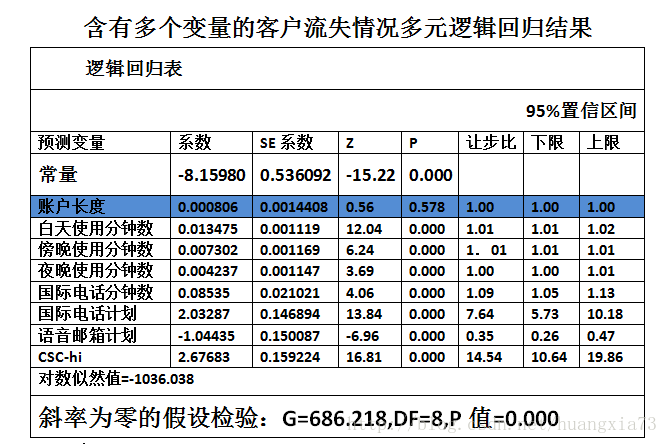 含有多个变量的客户流失情况多元逻辑回归结果
逻辑回归表
95%置信区间
预测变量 系数 SE 系数 Z P 让步比 下限 上限
常量 -8.15980 0.536092 -15.22 0.000
账户长度 0.000806 0.0014408 0.56 0.578 1.00 1.00 1.00
白天使用分钟数 0.013475 0.001119 12.04 0.000 1.01 1.01 1.02
傍晚使用分钟数 0.007302 0.001169 6.24 0.000 1．01 1.01 1.01
夜晚使用分钟数 0.004237 0.001147 3.69 0.000 1.00 1.00 1.01
国际电话分钟数 0.08535 0.021021 4.06 0.000 1.09 1.05 1.13
国际电话计划 2.03287 0.146894 13.84 0.000 7.64 5.73 10.18
语音邮箱计划 -1.04435 0.150087 -6.96 0.000 0.35 0.26 0.47
CSC-hi 2.67683 0.159224 16.81 0.000 14.54 10.64 19.86
对数似然值=-1036.038
斜率为零的假设检验：G=686.218,DF=8,P 值=0.000
http://blog.csdn.net/huangxia73